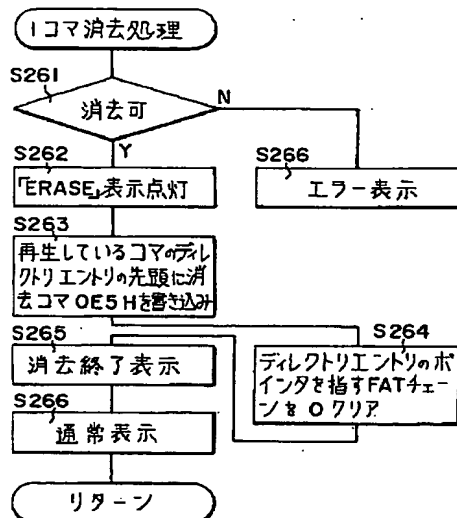 1コマ消去処理
S261
消去可
N
Y
S262
「ERASE」表示点灯
S266
エラー表示
S263
再生しているコマのディレ
クトリエントリの先頭に消
去コマOE5Hを書き込み
S265
消去終了表示
S264
ディレクトリエントリのポ
インタを指すFATチェー
ンを0クリア
S266
通常表示
リターン